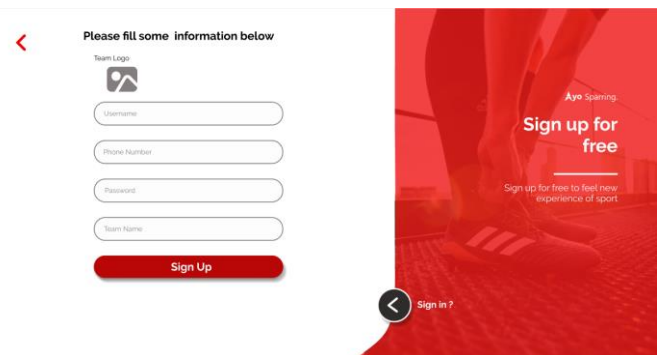 Please fill some information below
Team Logo
Username
Phone Number
Password
Team Name
Sign Up
Ayo Sparring.
Sign up for
free
Sign up for free to feel new
experience of sport
Sign in ?